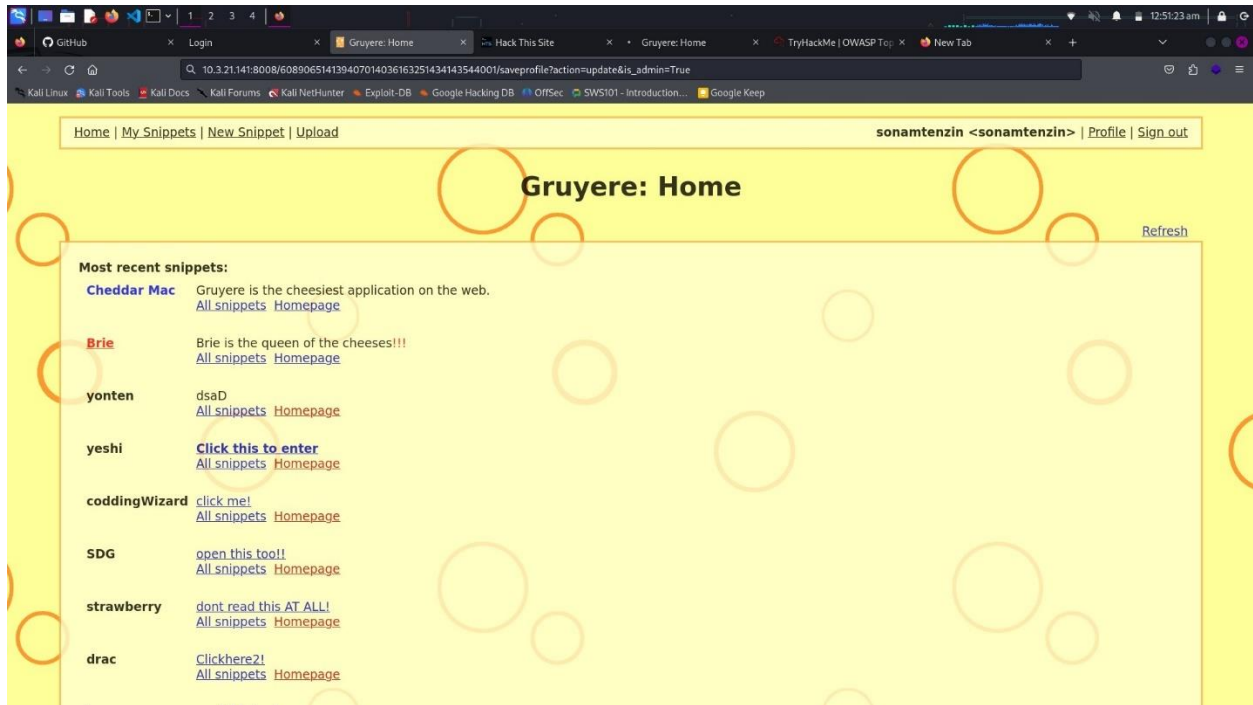 1 2 3 4
12:51:23 am
G
GitHub
Login
Gruyere: Home
Hack This Site
Gruyere: Home
TryHackMe | OWASP Top
New Tab
10.3.21.141:8008/608906514139407014036163251434143544001/saveprofile?action=update&is_admin=True
Kali Linux Kali Tools Kali Docs Kali Forums Kali NetHunter Exploit-DB Google Hacking DB OffSec SWS101 - Introduction... Google Keep
Home | My Snippets | New Snippet | Upload
sonamtenzin <sonamtenzin> | Profile | Sign out
Gruyere: Home
Refresh
Most recent snippets:
Cheddar Mac Gruyere is the cheesiest application on the web.
All snippets Homepage
Brie Brie is the queen of the cheeses!!!
All snippets Homepage
yonten dsaD
All snippets Homepage
yeshi Click this to enter
All snippets Homepage
coddingWizard click me!
All snippets Homepage
SDG open this too!!
All snippets Homepage
strawberry dont read this AT ALL!
All snippets Homepage
drac Clickhere2!
All snippets Homepage